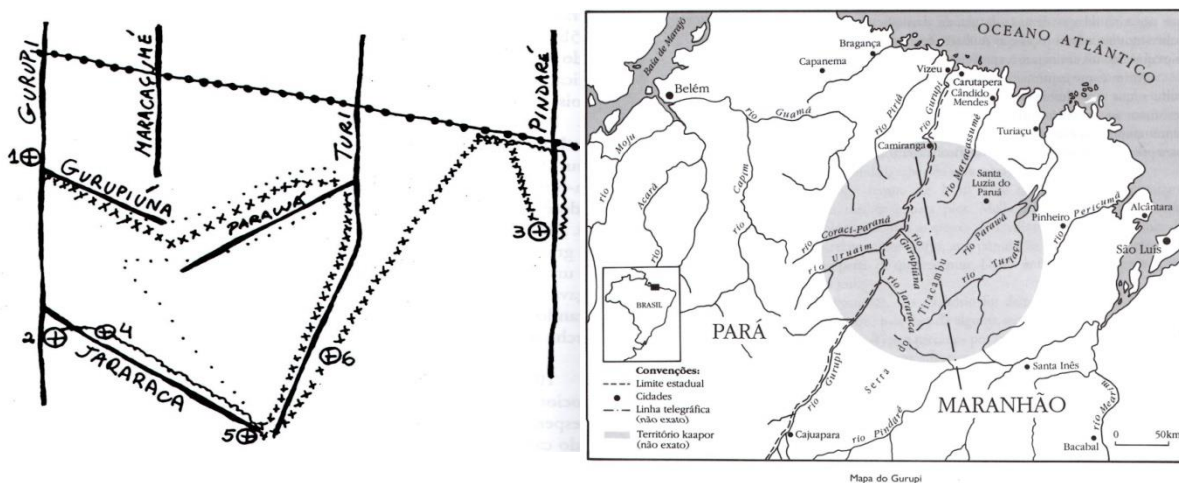 GURUPI
MARACAÇUMÉ
TURI
PINDARÉ
1
GURUPIÚNA
PARAWÁ
3
2
4
JARARACA
6
5
OCEANO ATLÂNTICO
Baía de Marajó
Bragança
Capanema
Vizeu
Carutapera
Cândido
Mendes
Belém
rio Guamá
rio Piriá
rio Gurupi
Turiaçu
rio Moju
Camiranga
rio Maracassumé
rio Acará
rio Capim
Santa
Luzia do
Paruá
Alcântara
rio Coraci-Paraná
rio Parawá
Pinheiro
rio Pericumã
rio Uruaim
rio Gurupiúna
rio Turiaçu
São Luís
BRASIL
rio Jararaca
Serra do Tiracambu
PARÁ
rio Gurupi
Santa Inês
Convenções:
Limite estadual
Cidades
Linha telegráfica
(não exato)
Território kaapor
(não exato)
MARANHÃO
Cajuapara
rio Pindaré
rio Mearim
Bacabal
0 50km
Mapa do Gurupi